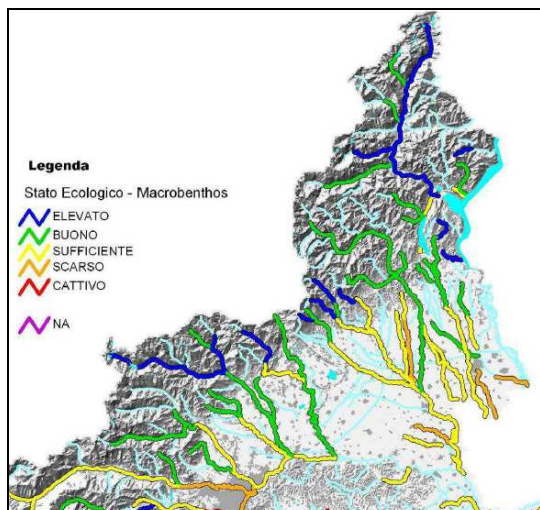 Legenda
Stato Ecologico - Macrobenthos
ELEVATO
BUONO
SUFFICIENTE
SCARSO
CATTIVO
NA